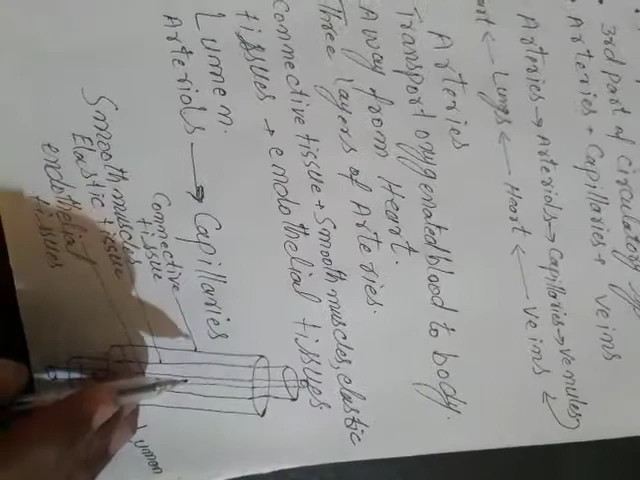 3rd part of circulatory sy
• Arteries + Capillaries + veins
Arteries → Arteriols → Capillaries → venules
← Lungs ← Heart ← veins
Arteries
Transport oxygenated blood to body.
Away from Heart.
Three layers of Arteries.
connective tissue + Smooth muscles, elastic
tissues + endothelial tissues
Lumen.
Arteriols → Capillaries
Connective
tissue
Smooth muscles
Elastic tissue
endothelial
tissues
Lumen